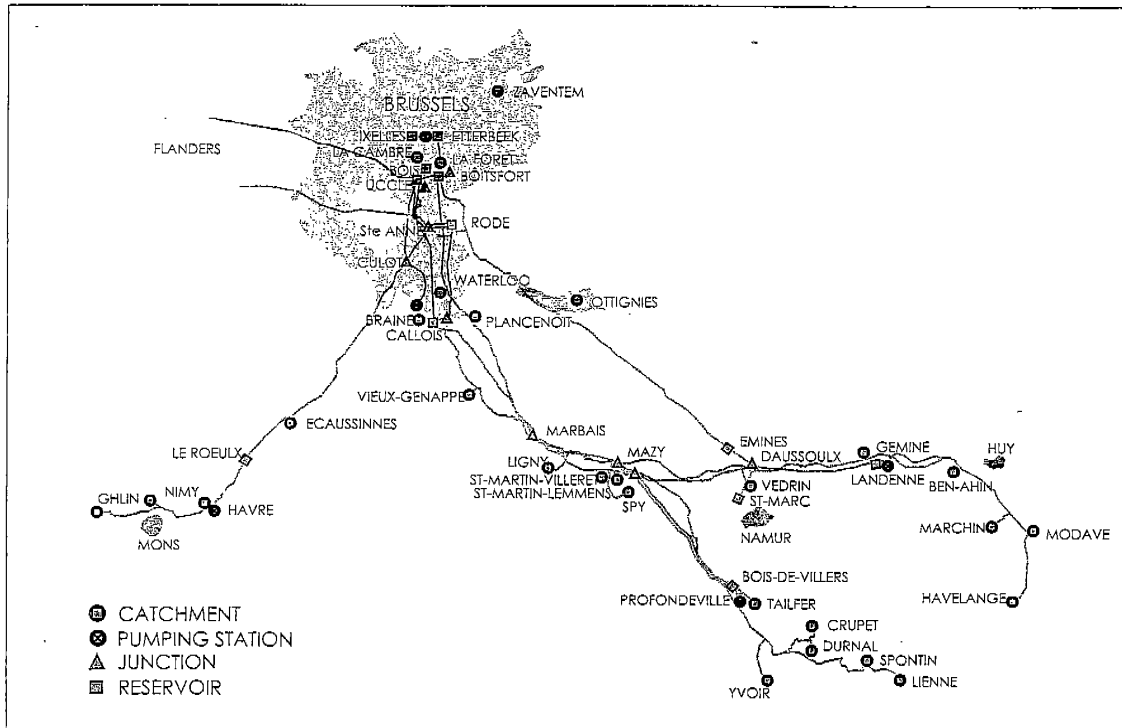 ZAVENTEM
BRUSSELS
IXELLES
ETTERBEEK
FLANDERS
LA CAMBRE
LA FORET
BOIS
BOITSFORT
UCCLE
RODE
Ste ANNE
CULOT
WATERLOO
OTTIGNIES
BRAINE
PLANCENOIT
CALLOIS
VIEUX-GENAPPE
ECAUSSINNES
MARBAIS
EMINES
GEMINE
LE ROEULX
MAZY
DAUSSOULX
HUY
LIGNY
ST-MARTIN-VILLERET
VEDRIN
LANDENNE
BEN-AHIN
GHLIN
NIMY
ST-MARTIN-LEMMENS
ST-MARC
SPY
HAVRE
MARCHIN
MODAVE
MONS
NAMUR
BOIS-DE-VILLERS
PROFONDEVILLE
TAILFER
HAVELANGE
CATCHMENT
CRUPET
PUMPING STATION
DURNAL
JUNCTION
SPONTIN
RESERVOIR
YVOIR
LIENNE